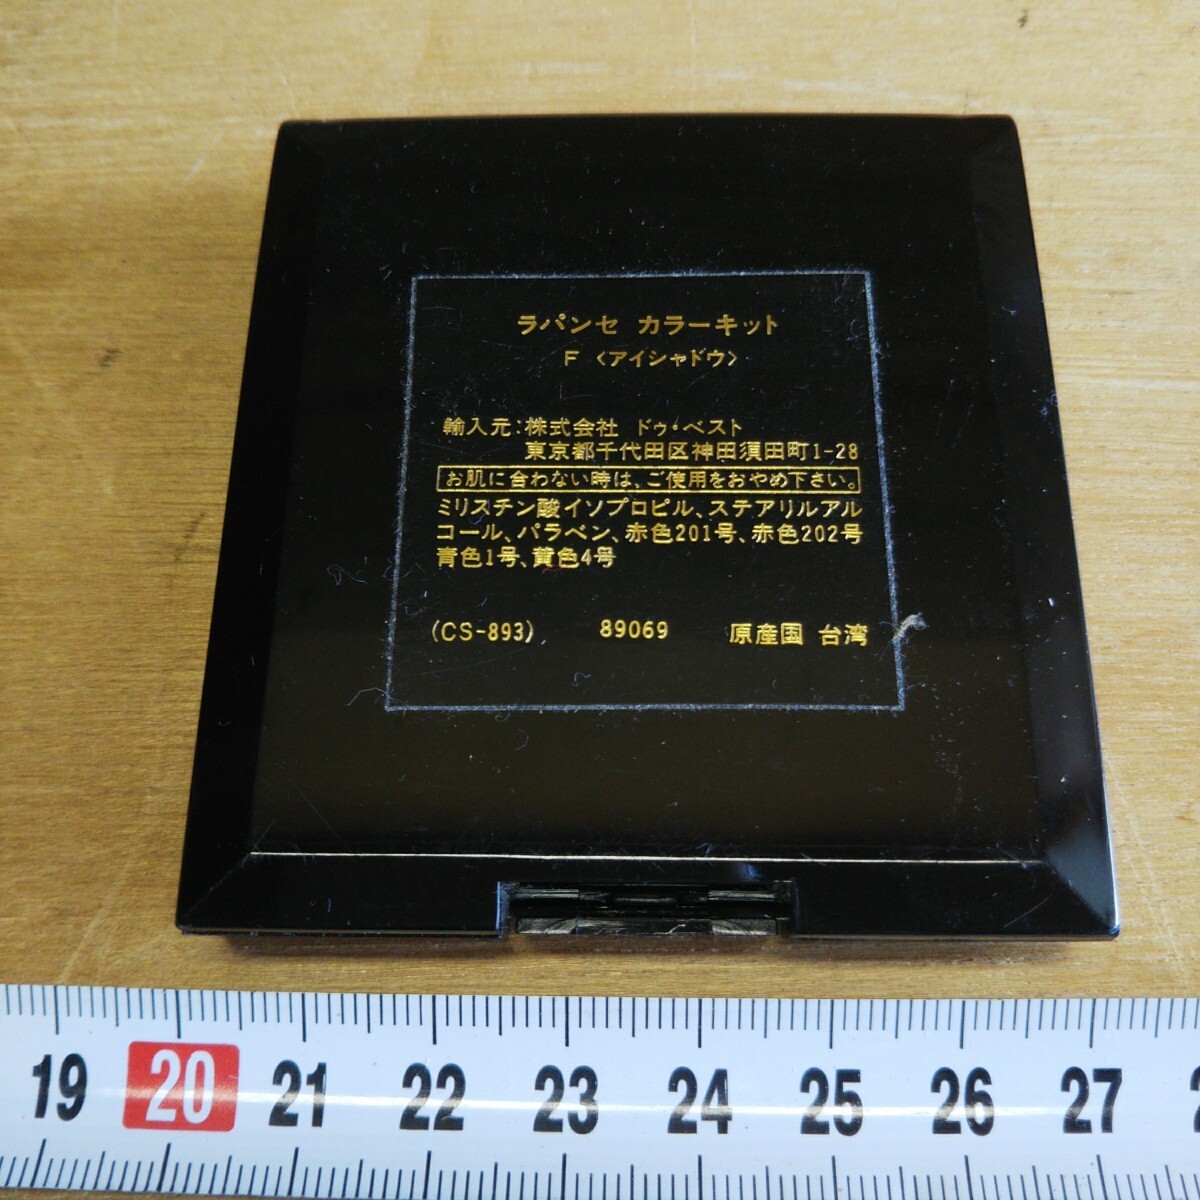 ラパンセ カラーキット
F 〈アイシャドウ〉
輸入元:株式会社 ドゥ・ベスト
東京都千代田区神田須田町1-28
お肌に合わない時は、ご使用をおやめ下さい。
ミリスチン酸イソプロピル、ステアリルアル
コール、パラベン、赤色201号、赤色202号
青色1号、黄色4号
(CS-893) 89069 原産国 台湾
19 20 21 22 23 24 25 26 27